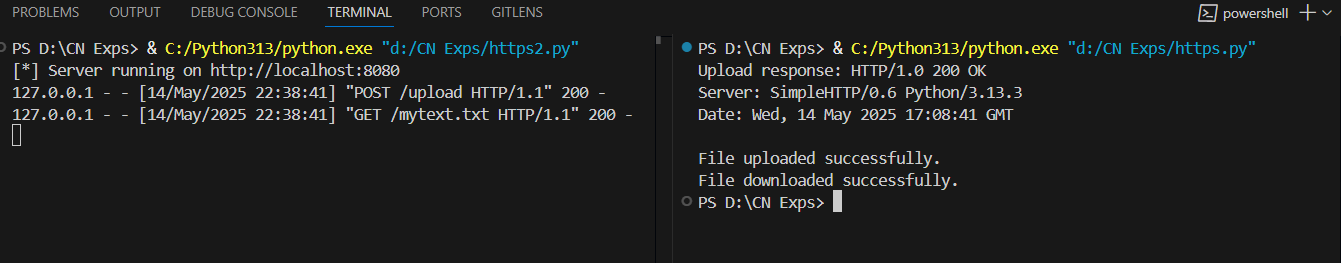 PROBLEMS OUTPUT DEBUG CONSOLE TERMINAL PORTS GITLENS
powershell
PS D:\CN Exps> & C:/Python313/python.exe "d:/CN Exps/https2.py"
[*] Server running on http://localhost:8080
127.0.0.1 - - [14/May/2025 22:38:41] "POST /upload HTTP/1.1" 200 -
127.0.0.1 - - [14/May/2025 22:38:41] "GET /mytext.txt HTTP/1.1" 200 -
PS D:\CN Exps> & C:/Python313/python.exe "d:/CN Exps/https.py"
Upload response: HTTP/1.0 200 OK
Server: SimpleHTTP/0.6 Python/3.13.3
Date: Wed, 14 May 2025 17:08:41 GMT
File uploaded successfully.
File downloaded successfully.
PS D:\CN Exps>